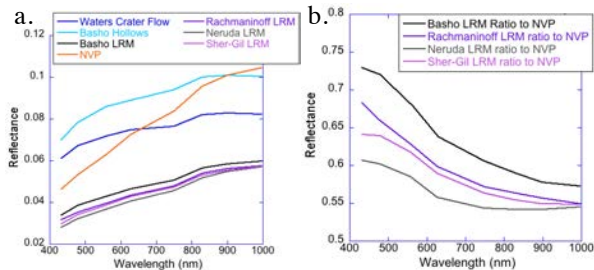 a.
Waters Crater Flow
Basho Hollows
Basho LRM
NVP
Rachmaninoff LRM
Neruda LRM
Sher-Gil LRM
0.12
0.1
0.08
0.06
0.04
0.02
Reflectance
400 500 600 700 800 900 1000
Wavelength (nm)
b.
Basho LRM Ratio to NVP
Rachmaninoff LRM ratio to NVP
Neruda LRM ratio to NVP
Sher-Gil LRM ratio to NVP
0.8
0.75
0.7
0.65
0.6
0.55
0.5
Reflectance
400 500 600 700 800 900 1000
Wavelength (nm)